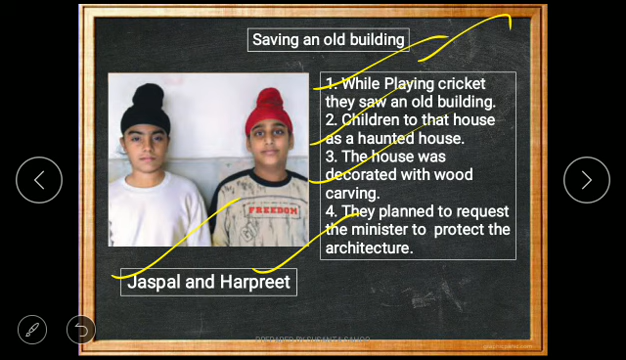 Saving an old building
1. While Playing cricket
they saw an old building.
2. Children to that house
as a haunted house.
3. The house was
decorated with wood
carving.
4. They planned to request
the minister to protect the
architecture.
FREEDOM
Jaspal and Harpreet